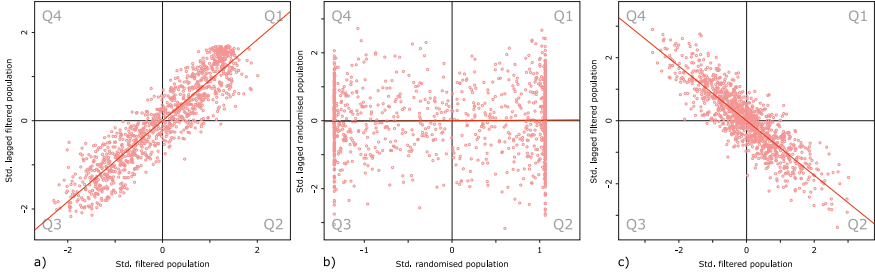 Q4 Q1
2
0
-2
Std. lagged filtered population
Q3 Q2
-2 0 2
a) Std. filtered population
Q4 Q1
2
0
-2
Std. lagged randomised population
Q3 Q2
-1 0 1
b) Std. randomised population
Q4 Q1
2
0
-2
Std. lagged filtered population
Q3 Q2
-2 0 2
c) Std. filtered population